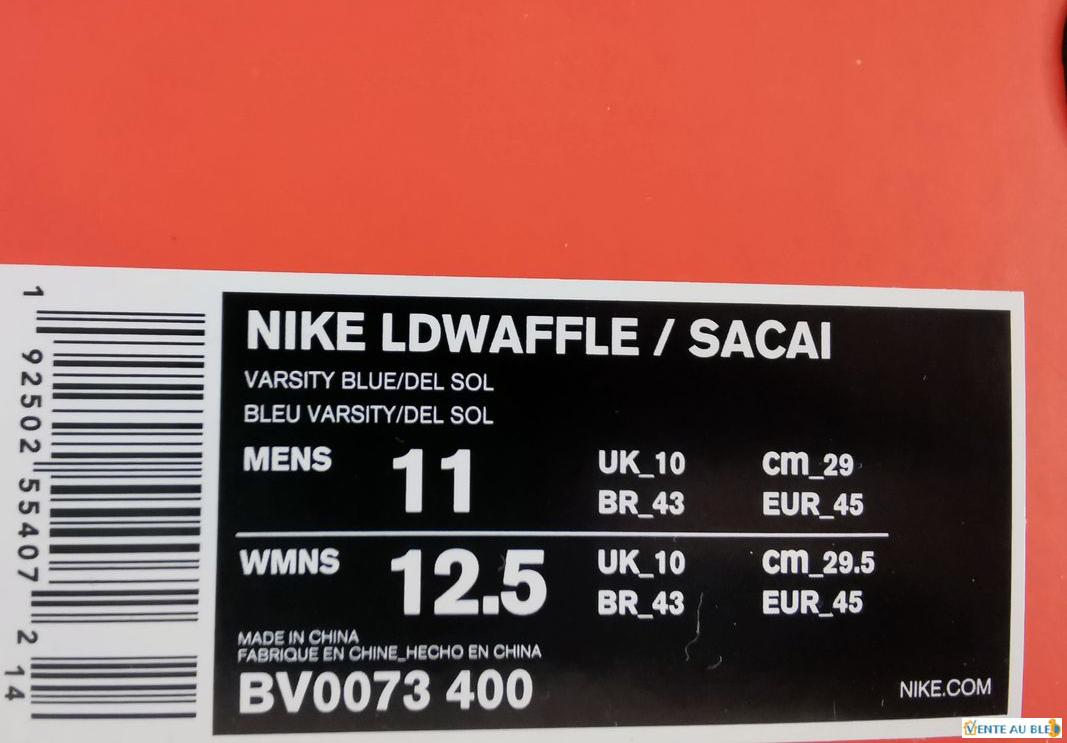 NIKE LDWAFFLE / SACAI
VARSITY BLUE/DEL SOL
BLEU VARSITY/DEL SOL
MENS 11 UK_10 cm_29
BR_43 EUR_45
WMNS 12.5 UK_10 cm_29.5
BR_43 EUR_45
MADE IN CHINA
FABRIQUE EN CHINE_HECHO EN CHINA
BV0073 400
NIKE.COM
1 92502 55407 2 14
VENTE AU BLED